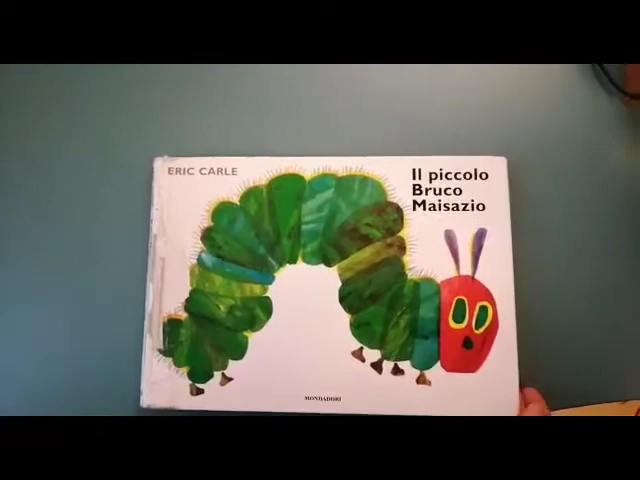 ERIC CARLE
Il piccolo
Bruco
Maisazio
MONDADORI